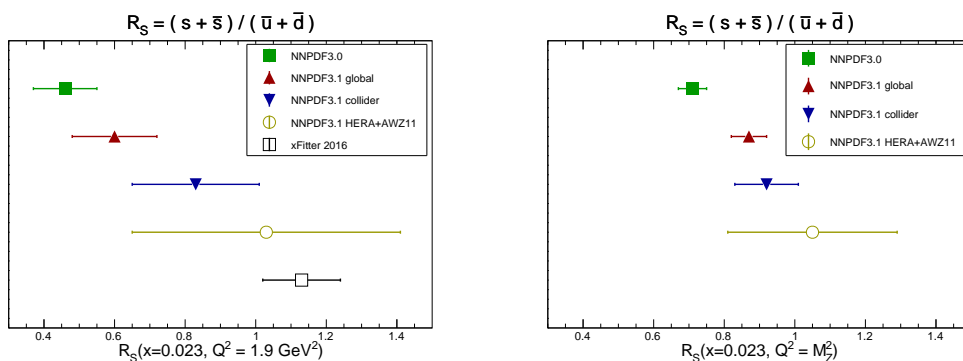 R_S = ( s + s̅ ) / ( u̅ + d̅ )
NNPDF3.0
NNPDF3.1 global
NNPDF3.1 collider
NNPDF3.1 HERA+AWZ11
xFitter 2016
0.4 0.6 0.8 1 1.2 1.4
R_S(x=0.023, Q² = 1.9 GeV²)
R_S = ( s + s̅ ) / ( u̅ + d̅ )
NNPDF3.0
NNPDF3.1 global
NNPDF3.1 collider
NNPDF3.1 HERA+AWZ11
0.4 0.6 0.8 1 1.2 1.4
R_S(x=0.023, Q² = M_Z²)